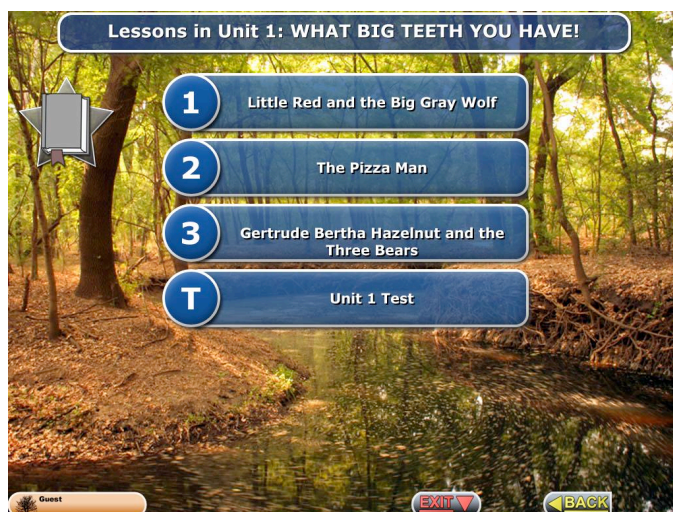 Lessons in Unit 1: WHAT BIG TEETH YOU HAVE!
1 Little Red and the Big Gray Wolf
2 The Pizza Man
3 Gertrude Bertha Hazelnut and the
Three Bears
T Unit 1 Test
Guest
EXIT
BACK